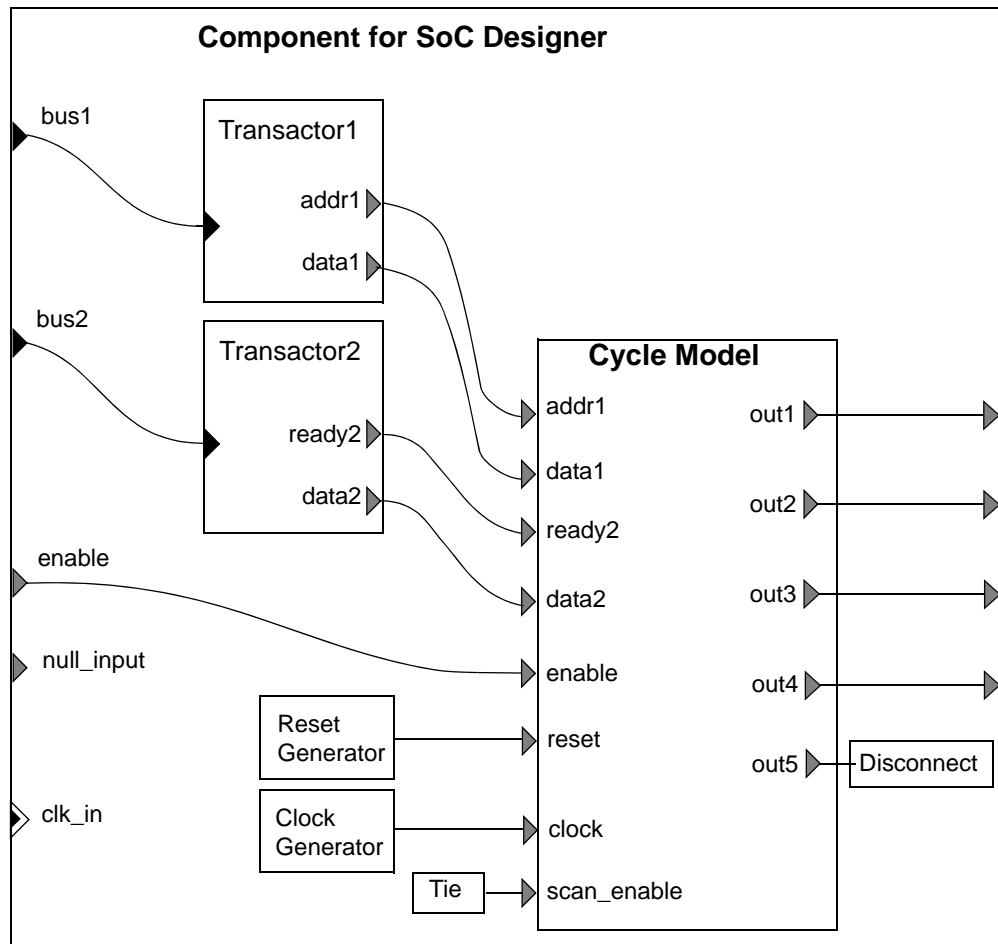 Component for SoC Designer
bus1
Transactor1
addr1
data1
bus2
Transactor2
ready2
data2
Cycle Model
addr1
data1
ready2
data2
enable
reset
clock
scan_enable
out1
out2
out3
out4
out5
Disconnect
enable
null_input
Reset
Generator
clk_in
Clock
Generator
Tie